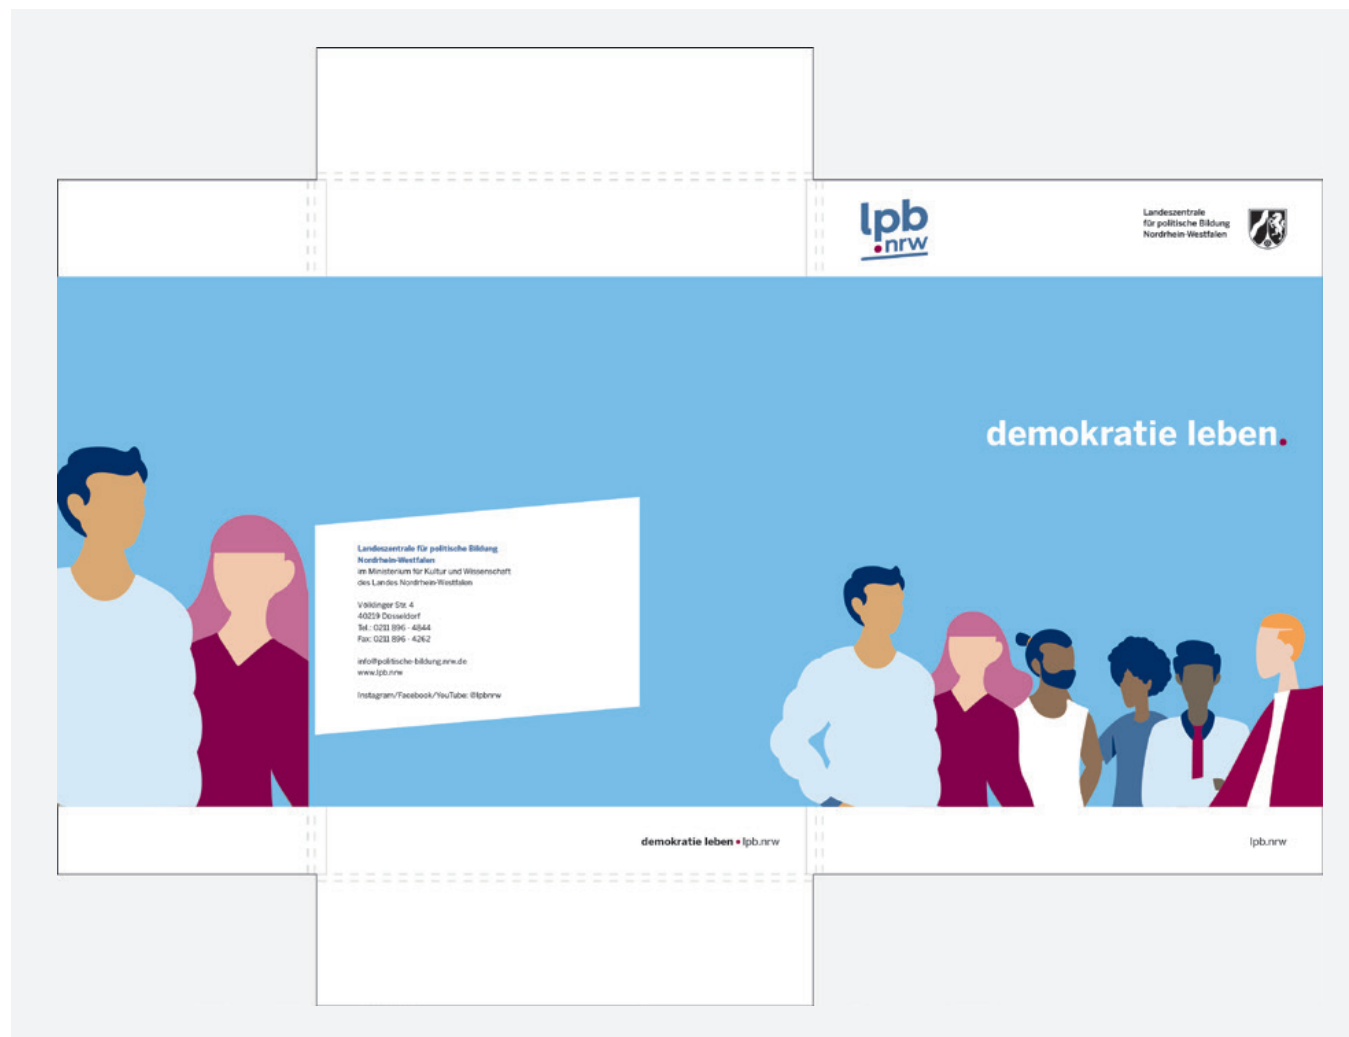 lpb
.nrw
Landeszentrale
für politische Bildung
Nordrhein-Westfalen
demokratie leben.
Landeszentrale für politische Bildung
Nordrhein-Westfalen
im Ministerium für Kultur und Wissenschaft
des Landes Nordrhein-Westfalen
Völklinger Str. 4
40219 Düsseldorf
Tel.: 0211 896 - 4844
Fax: 0211 896 - 4262
info@politische-bildung.nrw.de
www.lpb.nrw
Instagram/Facebook/YouTube: @lpbnrw
demokratie leben • lpb.nrw
lpb.nrw